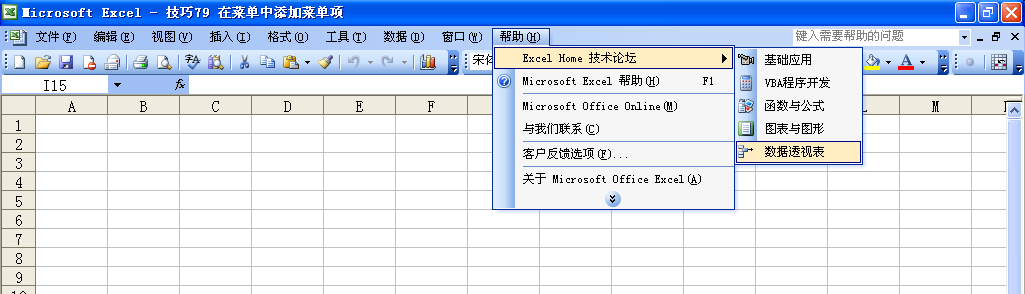 Microsoft Excel - 技巧79 在菜单中添加菜单项
文件(F) 编辑(E) 视图(V) 插入(I) 格式(O) 工具(T) 数据(D) 窗口(W) 帮助(H) 键入需要帮助的问题
宋体
Excel Home 技术论坛
Microsoft Excel 帮助(H) F1
Microsoft Office Online(M)
与我们联系(C)
客户反馈选项(F)...
关于 Microsoft Office Excel(A)
基础应用
VBA程序开发
函数与公式
图表与图形
数据透视表
I15 fx
A B C D E F L M
1
2
3
4
5
6
7
8
9